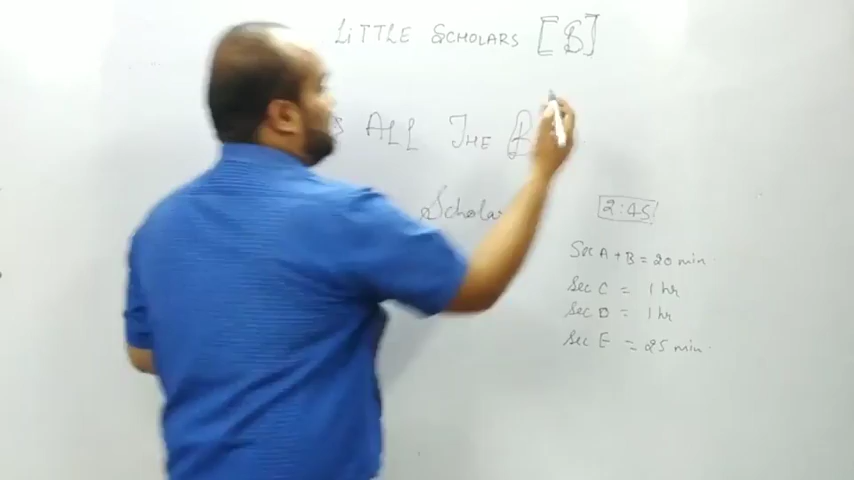 LiTTLE SCHOLARS [B]
ALL THE
2:45
Sec A + B = 20 min.
Sec C = 1 hr
Sec D = 1 hr
Sec E = 25 min.